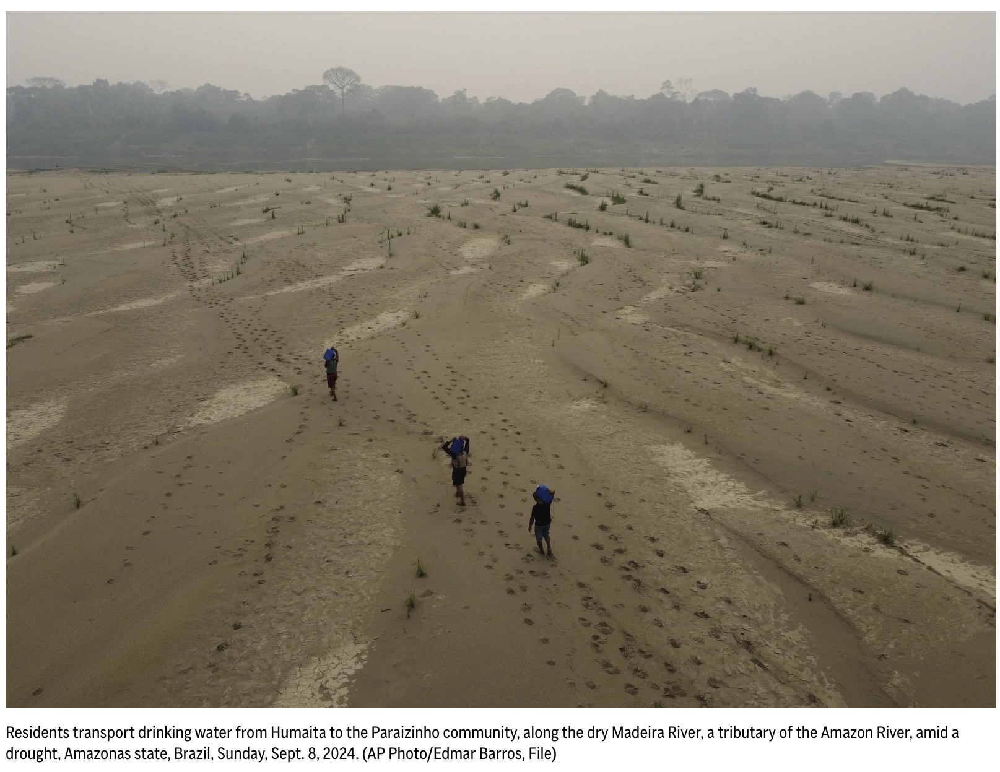 Residents transport drinking water from Humaita to the Paraizinho community, along the dry Madeira River, a tributary of the Amazon River, amid a
drought, Amazonas state, Brazil, Sunday, Sept. 8, 2024. (AP Photo/Edmar Barros, File)